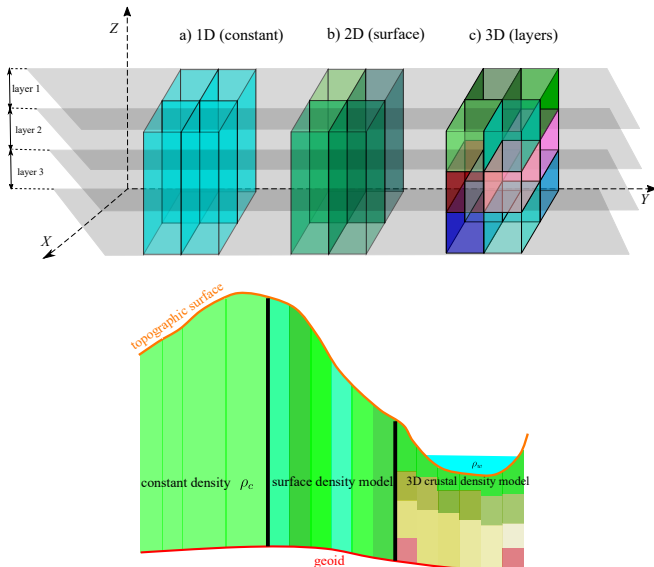 Z
a) 1D (constant)
b) 2D (surface)
c) 3D (layers)
layer 1
layer 2
layer 3
X
Y
topographic surface
ρw
constant density ρc
surface density model
3D crustal density model
geoid